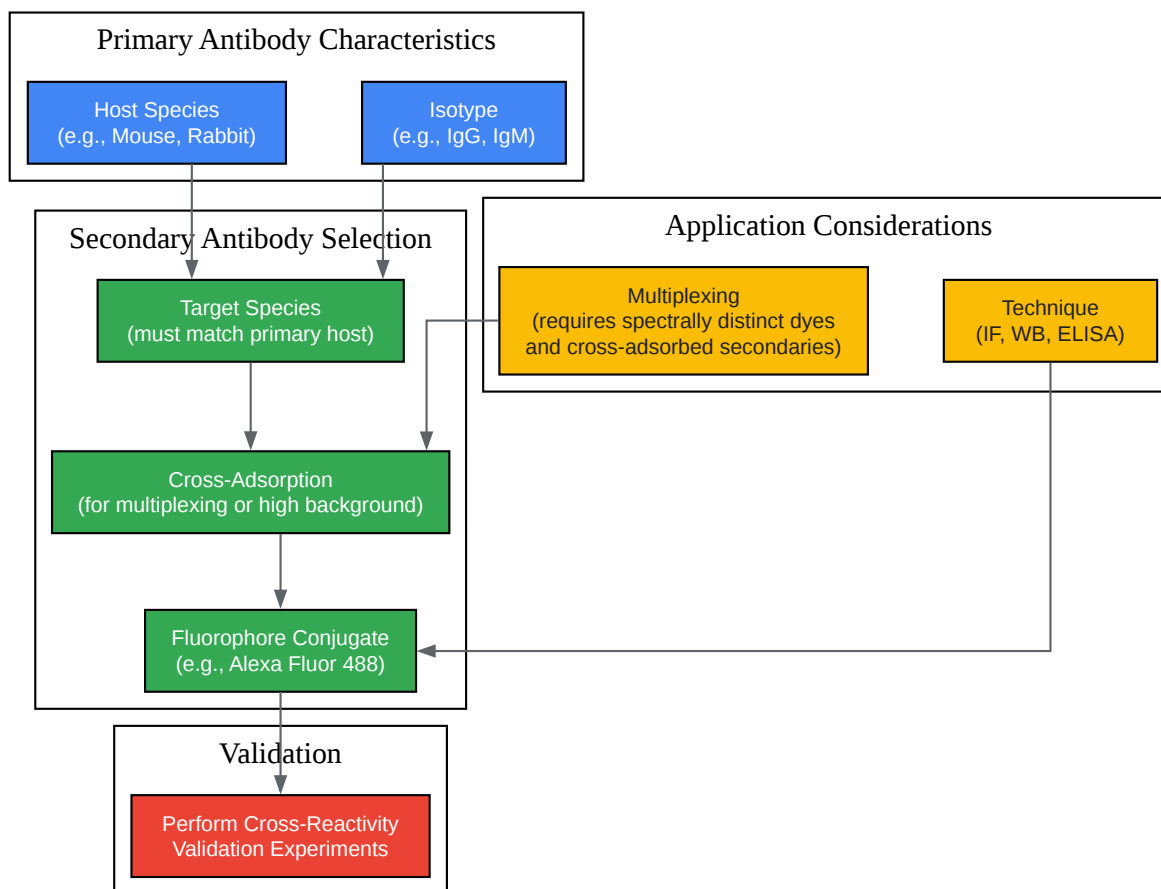 Primary Antibody Characteristics
Host Species
(e.g., Mouse, Rabbit)
Isotype
(e.g., IgG, IgM)
Secondary Antibody Selection
Application Considerations
Target Species
(must match primary host)
Multiplexing
(requires spectrally distinct dyes
and cross-adsorbed secondaries)
Technique
(IF, WB, ELISA)
Cross-Adsorption
(for multiplexing or high background)
Fluorophore Conjugate
(e.g., Alexa Fluor 488)
Validation
Perform Cross-Reactivity
Validation Experiments